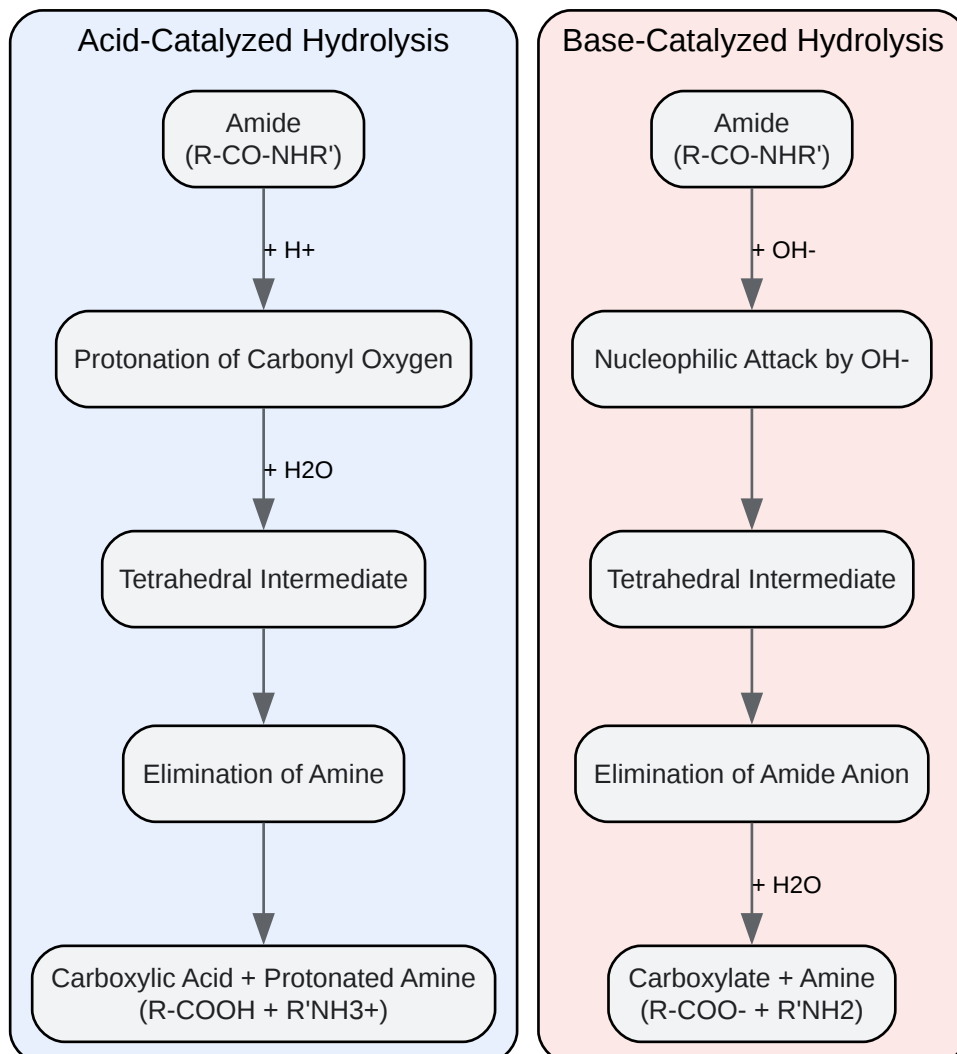 Acid-Catalyzed Hydrolysis
Amide
(R-CO-NHR')
+ H+
Protonation of Carbonyl Oxygen
+ H2O
Tetrahedral Intermediate
Elimination of Amine
Carboxylic Acid + Protonated Amine
(R-COOH + R'NH3+)
Base-Catalyzed Hydrolysis
Amide
(R-CO-NHR')
+ OH-
Nucleophilic Attack by OH-
Tetrahedral Intermediate
Elimination of Amide Anion
+ H2O
Carboxylate + Amine
(R-COO- + R'NH2)